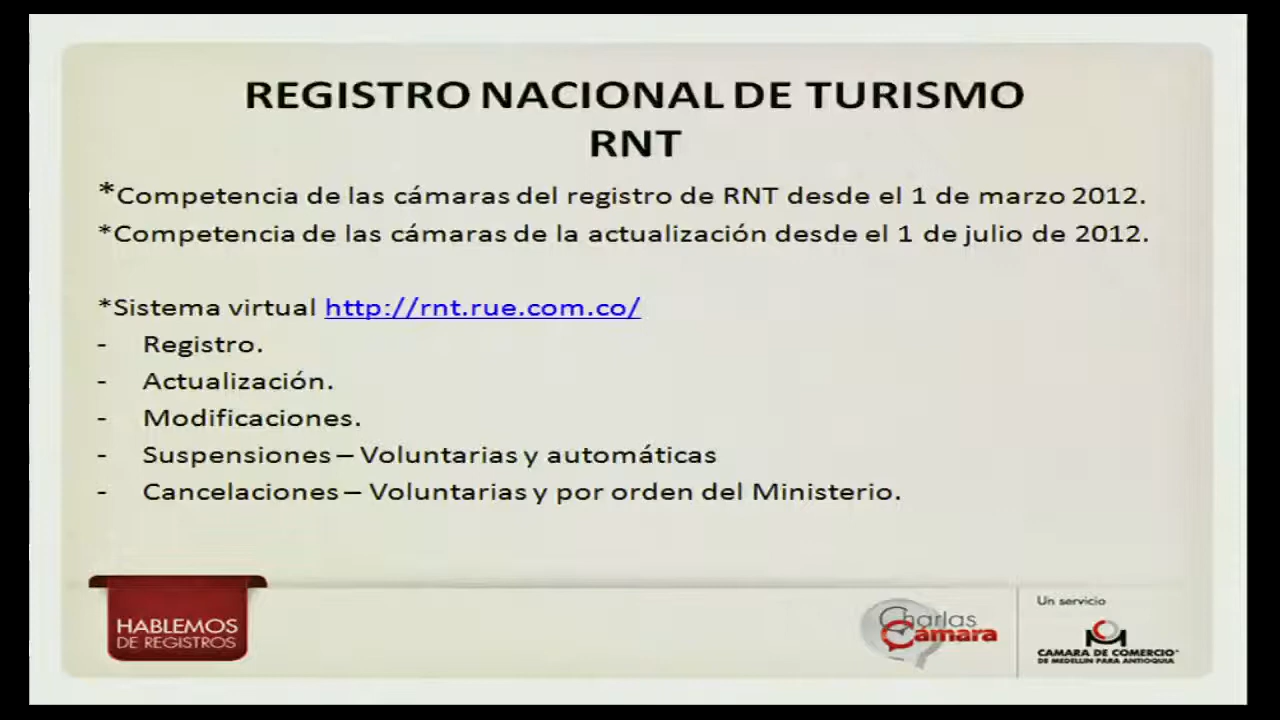 REGISTRO NACIONAL DE TURISMO
RNT
*Competencia de las cámaras del registro de RNT desde el 1 de marzo 2012.
*Competencia de las cámaras de la actualización desde el 1 de julio de 2012.
*Sistema virtual http://rnt.rue.com.co/
- Registro.
- Actualización.
- Modificaciones.
- Suspensiones – Voluntarias y automáticas
- Cancelaciones – Voluntarias y por orden del Ministerio.
HABLEMOS
DE REGISTROS
Charlas
Cámara
Un servicio
CAMARA DE COMERCIO
DE MEDELLIN PARA ANTIOQUIA